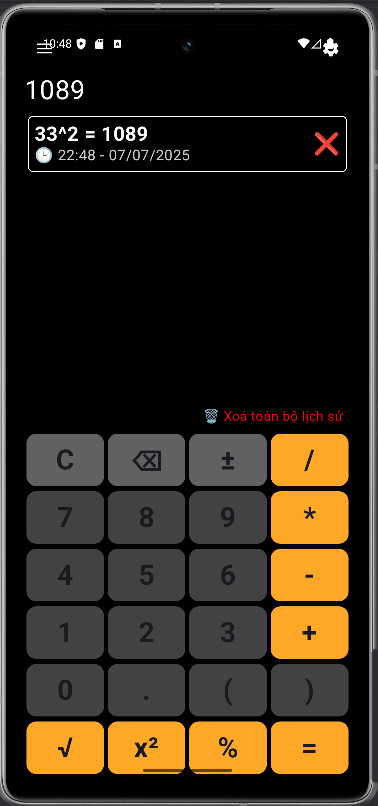 10:48
1089
33^2 = 1089
22:48 - 07/07/2025
Xoá toàn bộ lịch sử
C ± /
7 8 9 *
4 5 6 -
1 2 3 +
0 . ( )
√ x² % =